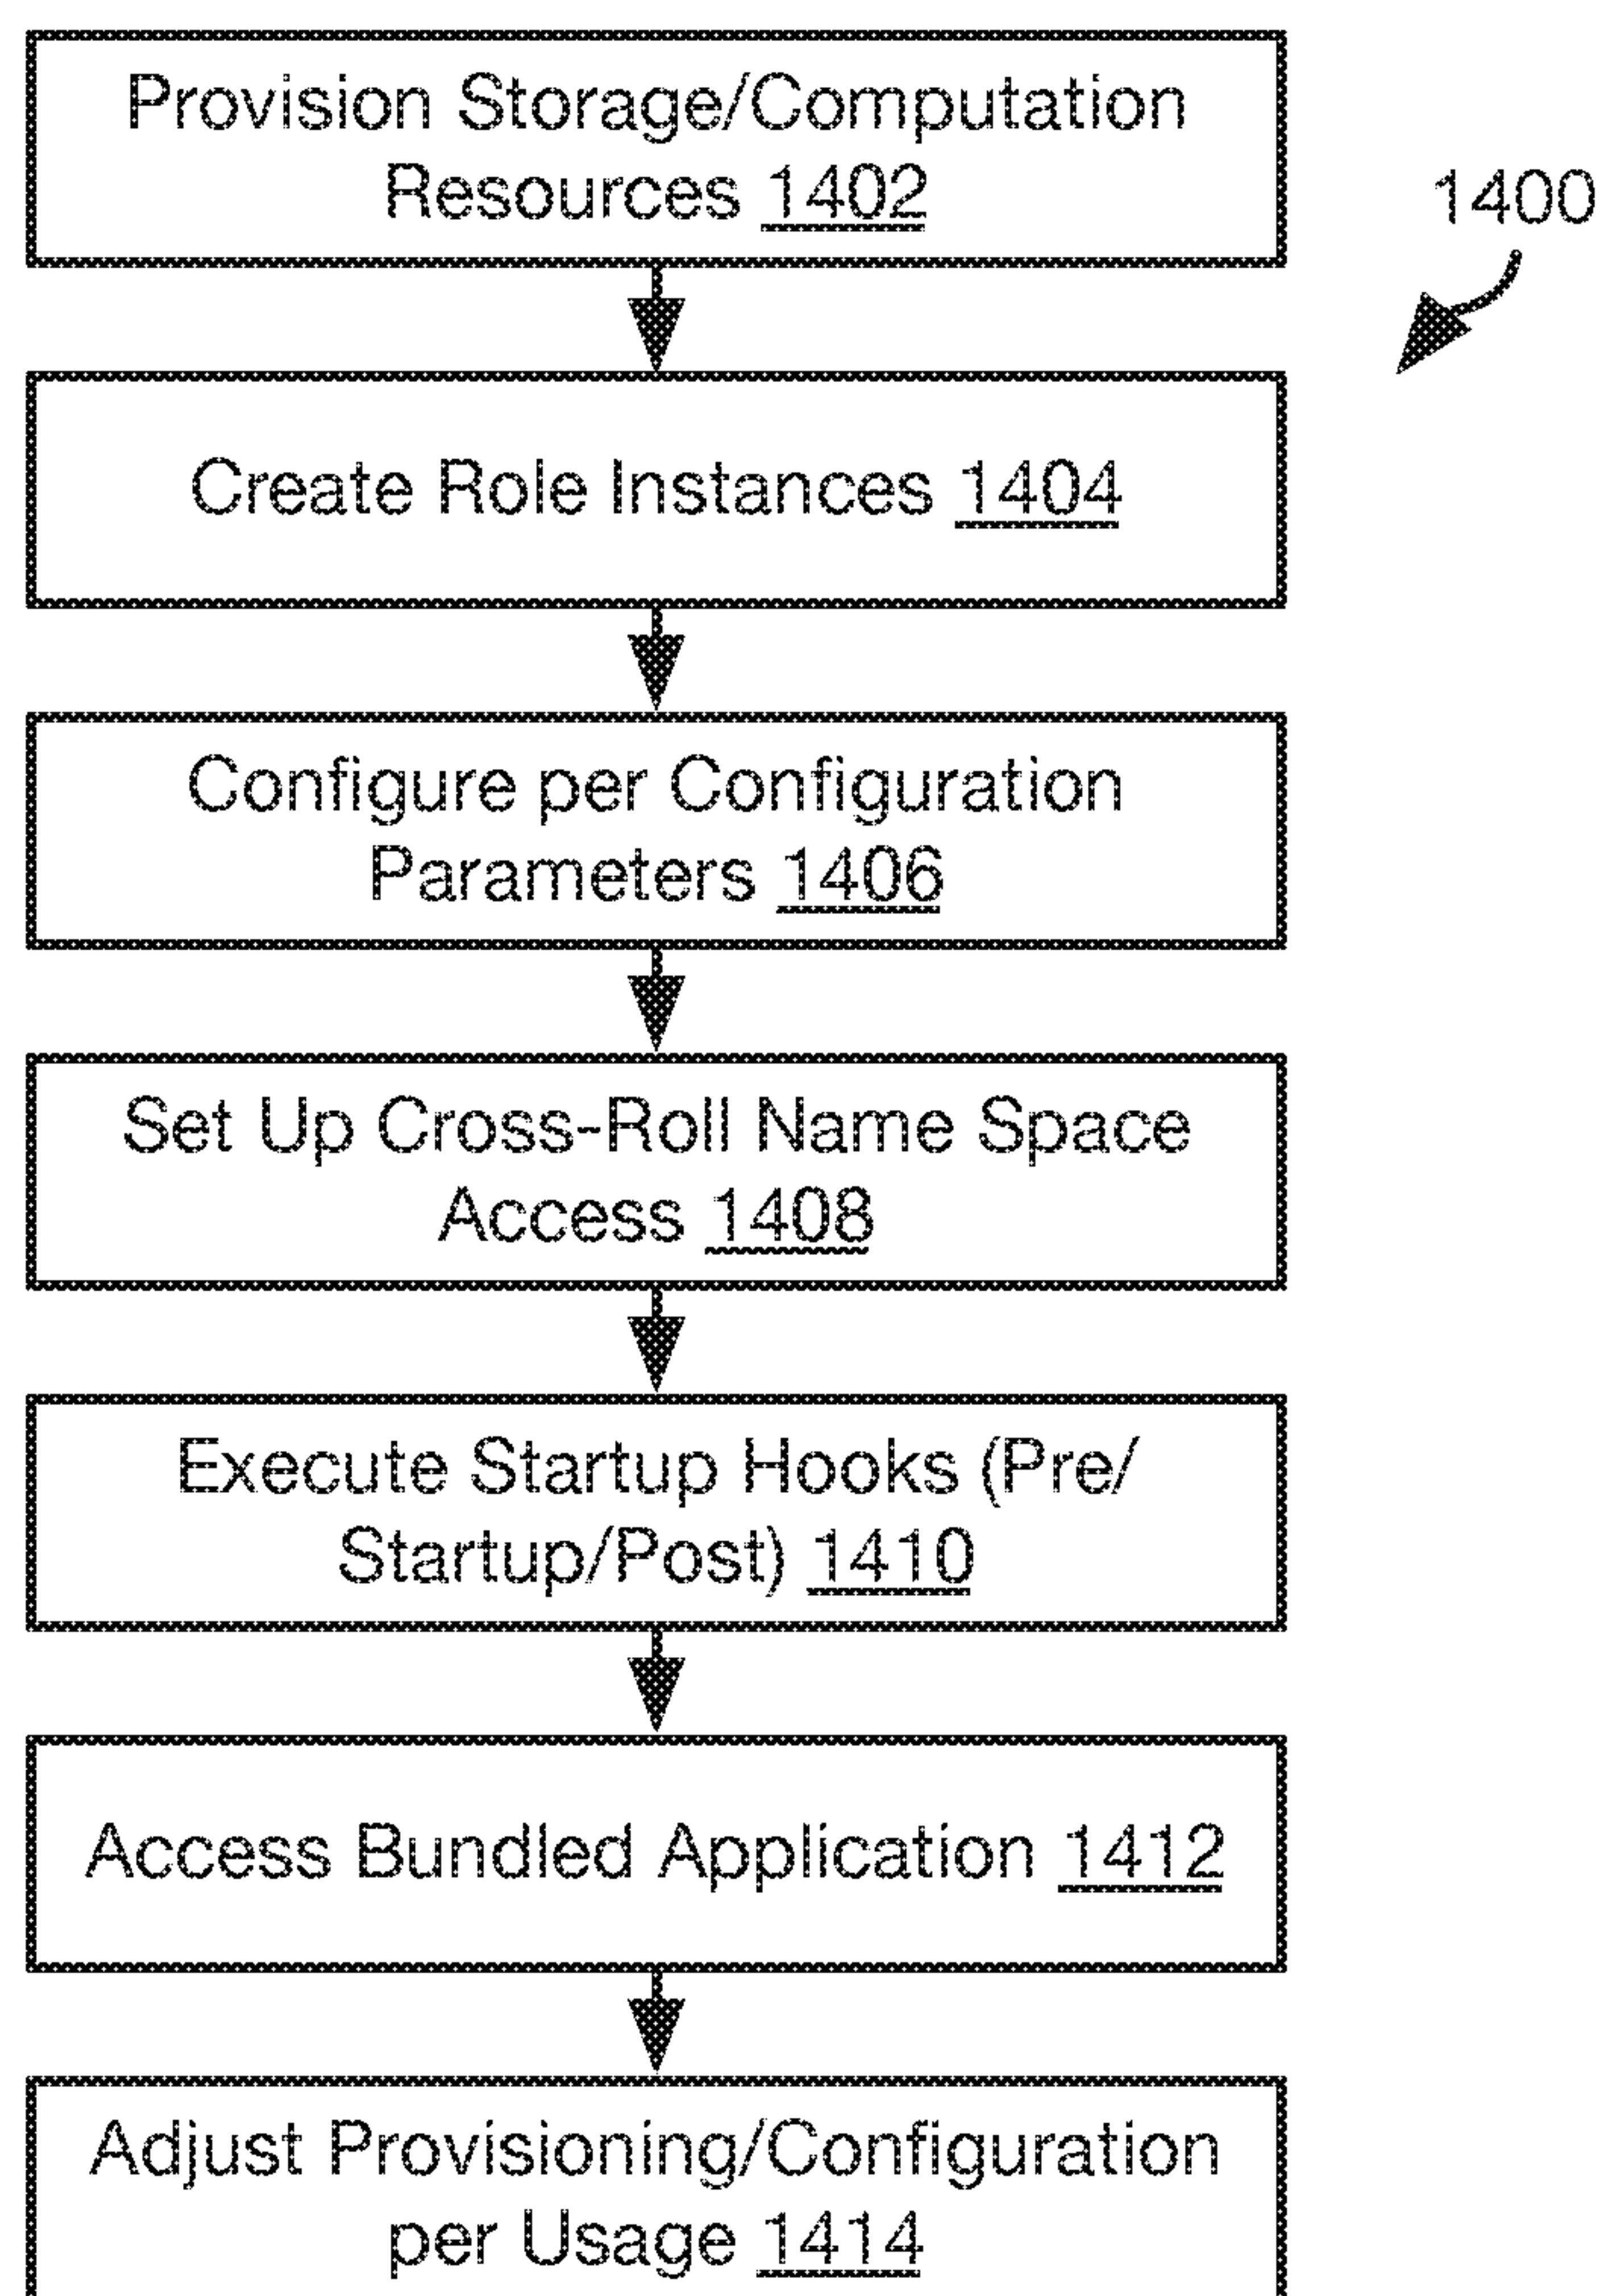 Provision Storage/Computation
Resources 1402
1400
Create Role Instances 1404
Configure per Configuration
Parameters 1406
Set Up Cross-Roll Name Space
Access 1408
Execute Startup Hooks (Pre/
Startup/Post) 1410
Access Bundled Application 1412
Adjust Provisioning/Configuration
per Usage 1414